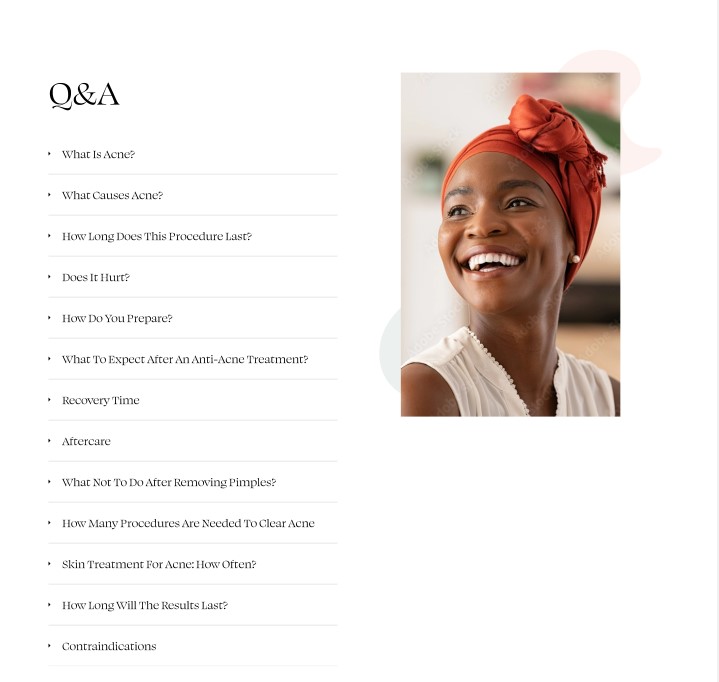 Q&A
What Is Acne?
What Causes Acne?
How Long Does This Procedure Last?
Does It Hurt?
How Do You Prepare?
What To Expect After An Anti-Acne Treatment?
Recovery Time
Aftercare
What Not To Do After Removing Pimples?
How Many Procedures Are Needed To Clear Acne
Skin Treatment For Acne: How Often?
How Long Will The Results Last?
Contraindications